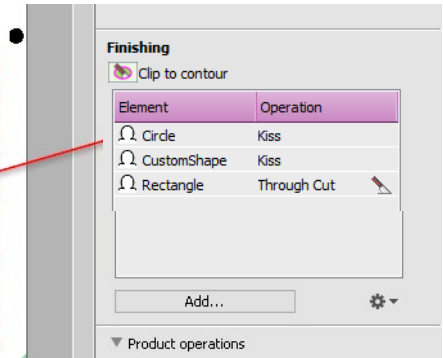 Finishing
Clip to contour
Element Operation
Circle Kiss
CustomShape Kiss
Rectangle Through Cut
Add...
Product operations